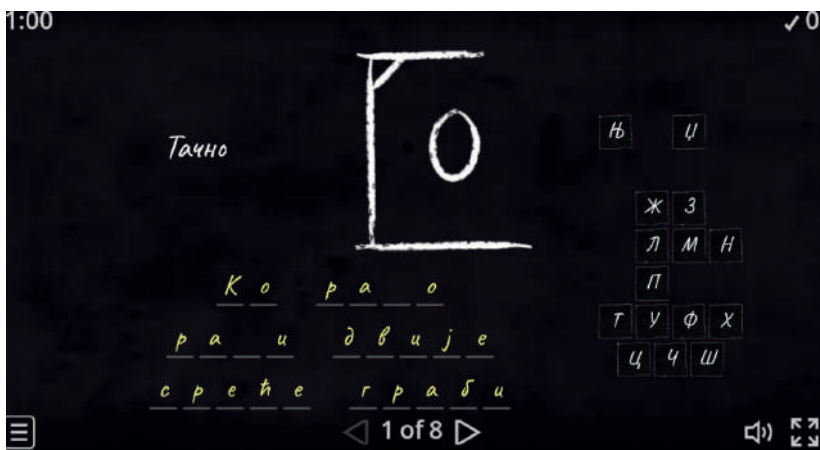 1:00
✓ 0
Тачно
Њ Џ
Ж З
Л М Н
П
Т У Ф Х
Ц Ч Ш
Ко ра_о
ра_и двије
среће граби
1 of 8